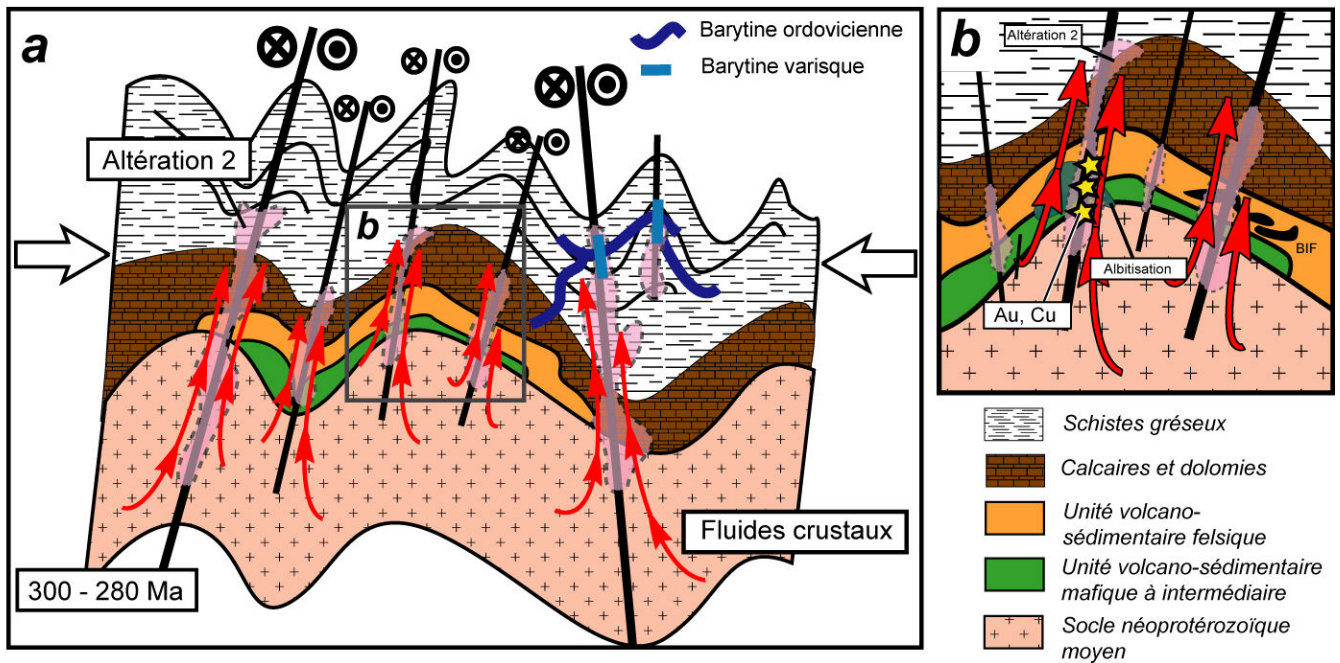 a
Barytine ordovicienne
Barytine varisque
Altération 2
b
Fluides crustaux
300 - 280 Ma
b
Altération 2
BIF
Albitisation
Au, Cu
Schistes gréseux
Calcaires et dolomies
Unité volcano-
sédimentaire felsique
Unité volcano-sédimentaire
mafique à intermédiaire
Socle néoprotérozoïque
moyen